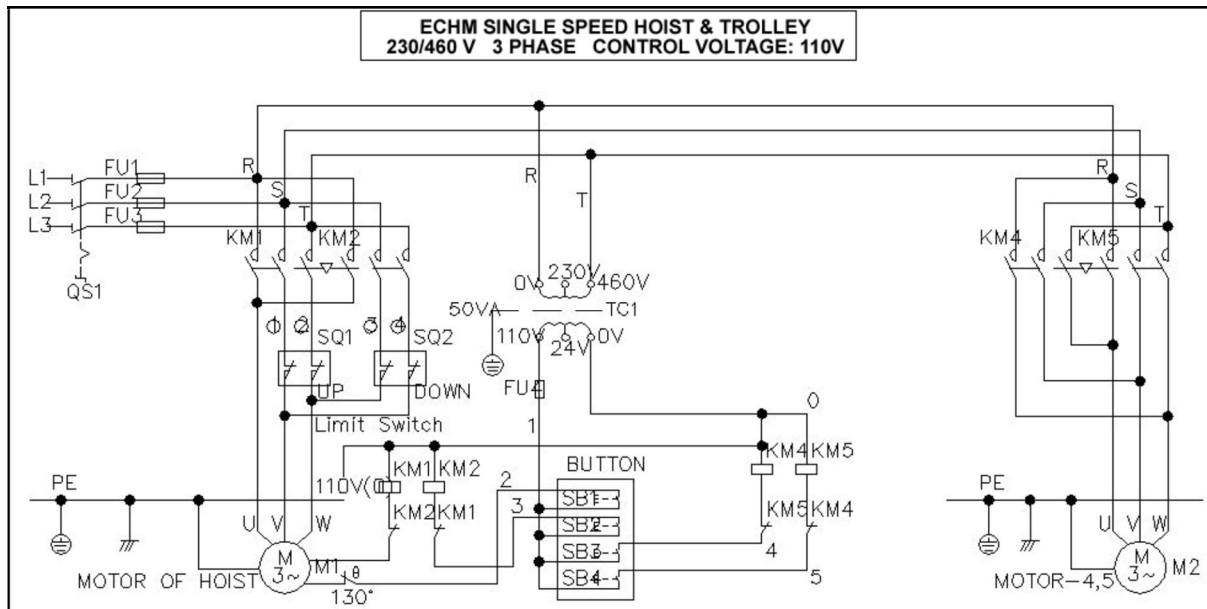 ECHM SINGLE SPEED HOIST & TROLLEY
230/460 V 3 PHASE CONTROL VOLTAGE: 110V
L1 FU1 R
L2 FU2 S
L3 FU3 T
KM1 KM2
QS1
R T
0V 230V 460V
50VA TC1
110V 24V 0V
FU4
1
R
S
T
KM4 KM5
1 2 3 4
SQ1 SQ2
UP DOWN
Limit Switch
0
KM4 KM5
KM1 KM2
110V(0)
KM2 KM1
2
3
BUTTON
SB1
SB2
SB3
SB4
KM5 KM4
4
5
PE
U V W
M
3~
M1
MOTOR OF HOIST
θ
130°
PE
U V W
M
3~
M2
MOTOR-4,5